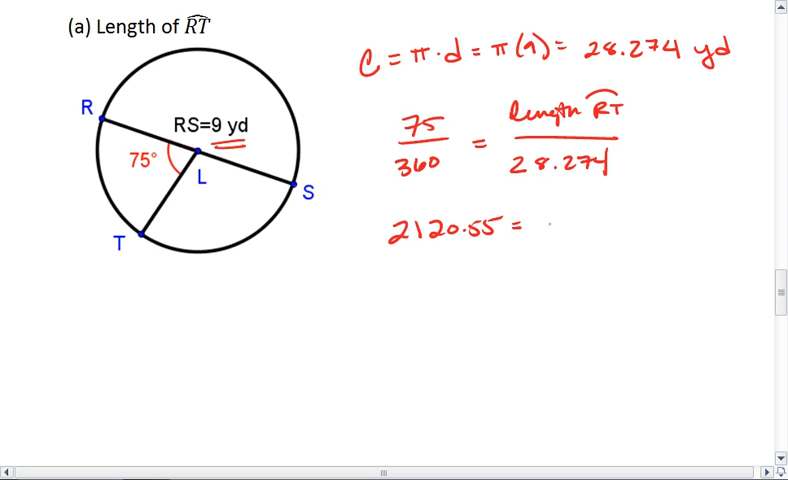 (a) Length of RT
C = π·d = π(9) = 28.274 yd
R
RS=9 yd
75°
L
S
T
75/360 = length RT/28.274
2120.55 =